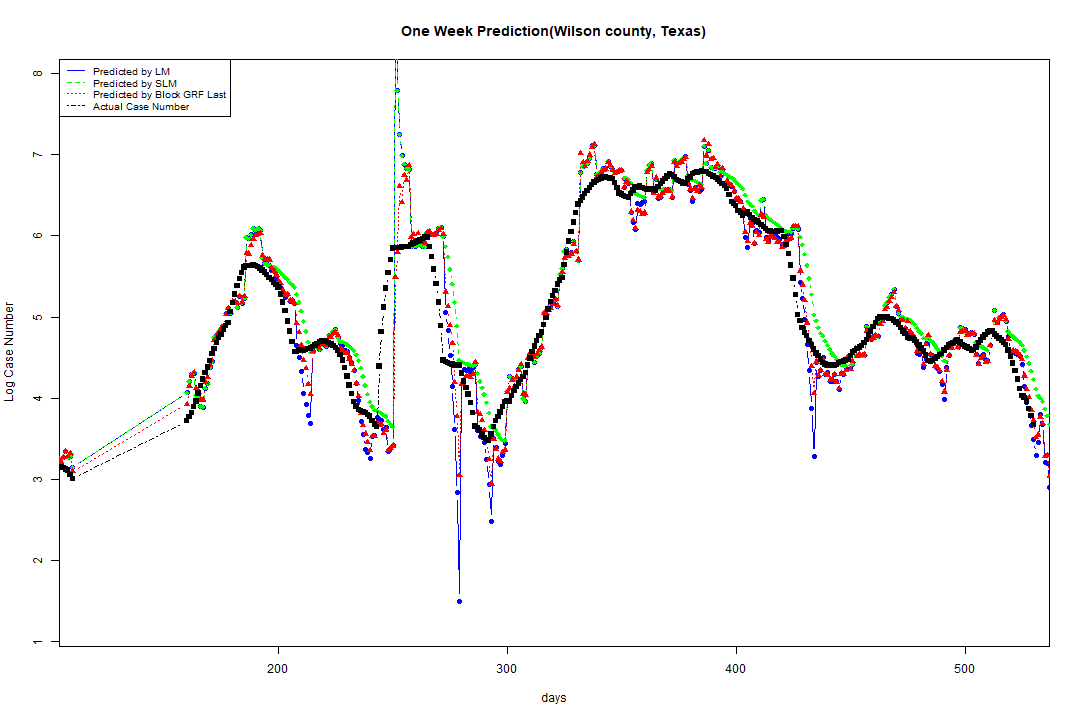 One Week Prediction(Wilson county, Texas)
Predicted by LM
Predicted by SLM
Predicted by Block GRF Last
Actual Case Number
8
7
6
5
4
3
2
1
Log Case Number
200 300 400 500
days